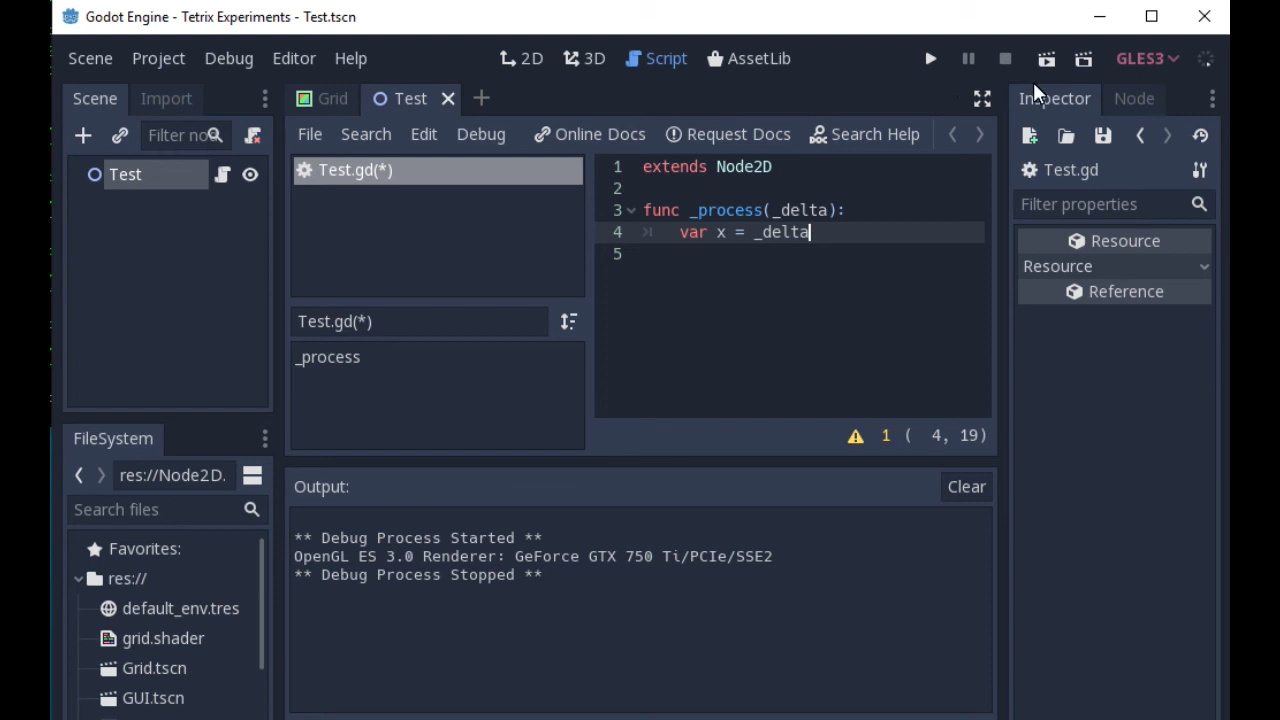 Godot Engine - Tetrix Experiments - Test.tscn
Scene Project Debug Editor Help
2D 3D Script AssetLib
GLES3
Scene Import
Filter no
Test
Grid Test
File Search Edit Debug Online Docs Request Docs Search Help
Test.gd(*)
Test.gd(*)
_process
1 extends Node2D
2
3 func _process(_delta):
4 var x = _delta
5
1 ( 4, 19)
Inspector Node
Test.gd
Filter properties
Resource
Resource
Reference
FileSystem
res://Node2D.
Search files
Favorites:
res://
default_env.tres
grid.shader
Grid.tscn
GUI.tscn
Output:
Clear
** Debug Process Started **
OpenGL ES 3.0 Renderer: GeForce GTX 750 Ti/PCIe/SSE2
** Debug Process Stopped **